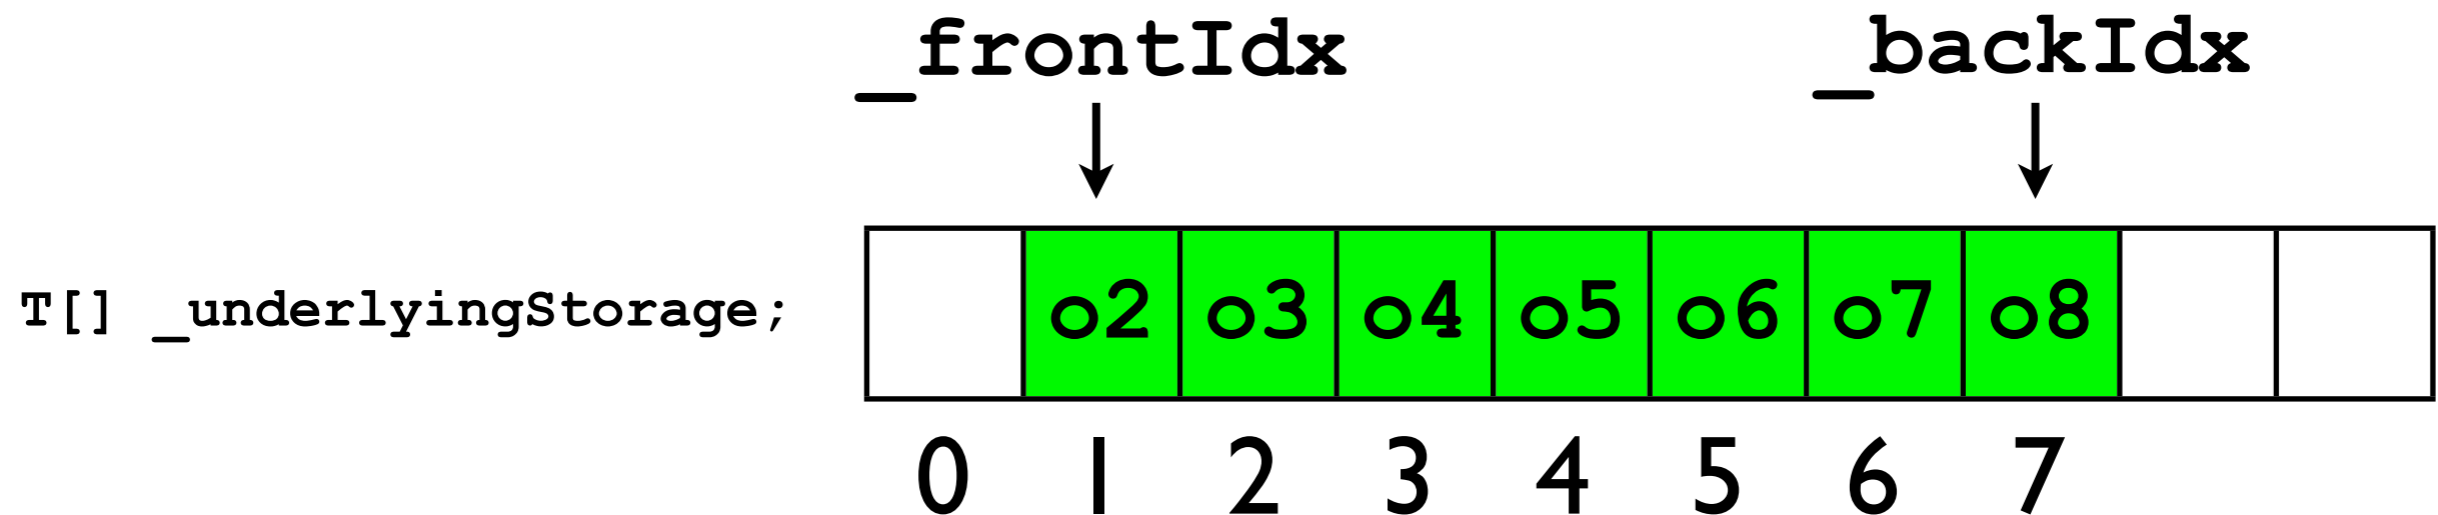 _frontIdx _backIdx
T[] _underlyingStorage; o2 o3 o4 o5 o6 o7 o8
0 1 2 3 4 5 6 7